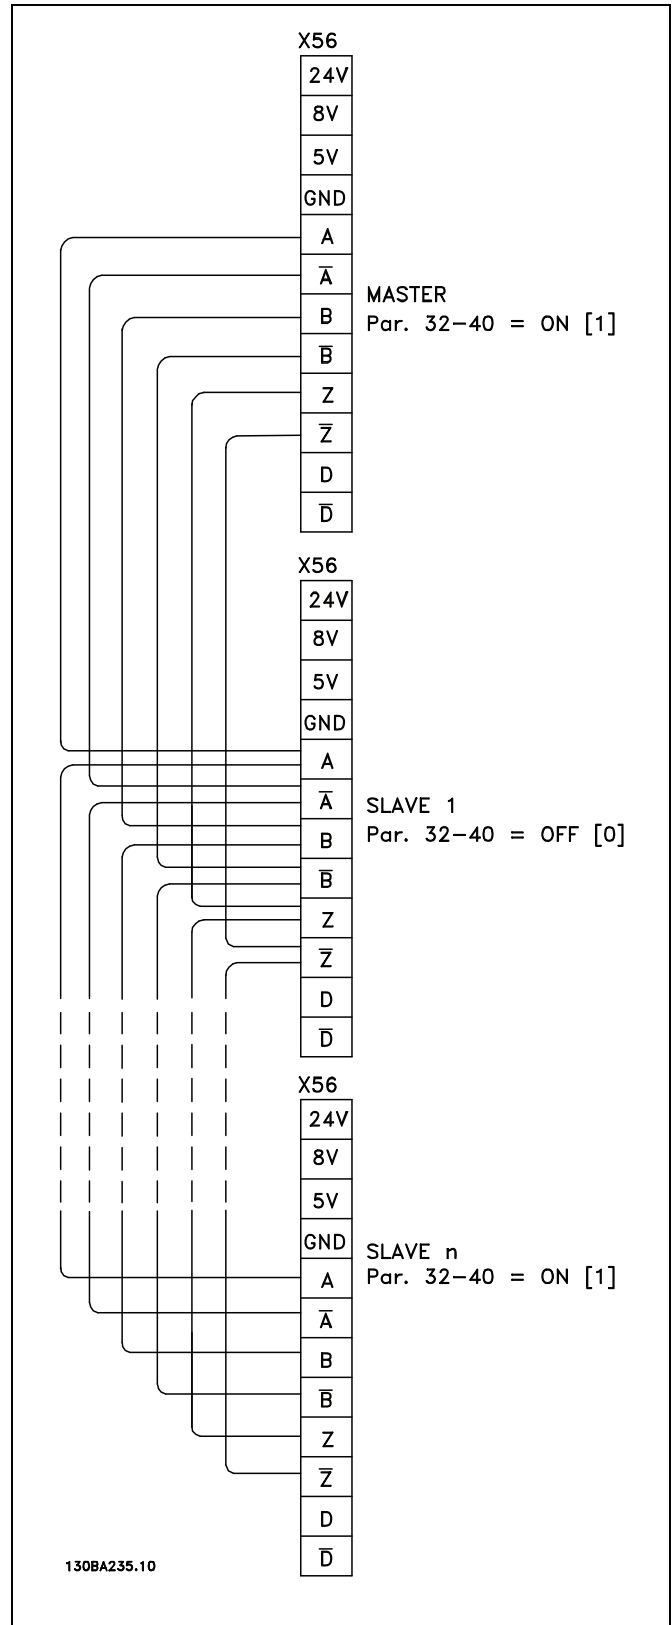 X56
24V
8V
5V
GND
A
A̅
B
B̅
Z
Z̅
D
D̅
MASTER
Par. 32-40 = ON [1]
X56
24V
8V
5V
GND
A
A̅
B
B̅
Z
Z̅
D
D̅
SLAVE 1
Par. 32-40 = OFF [0]
X56
24V
8V
5V
GND
A
A̅
B
B̅
Z
Z̅
D
D̅
SLAVE n
Par. 32-40 = ON [1]
130BA235.10